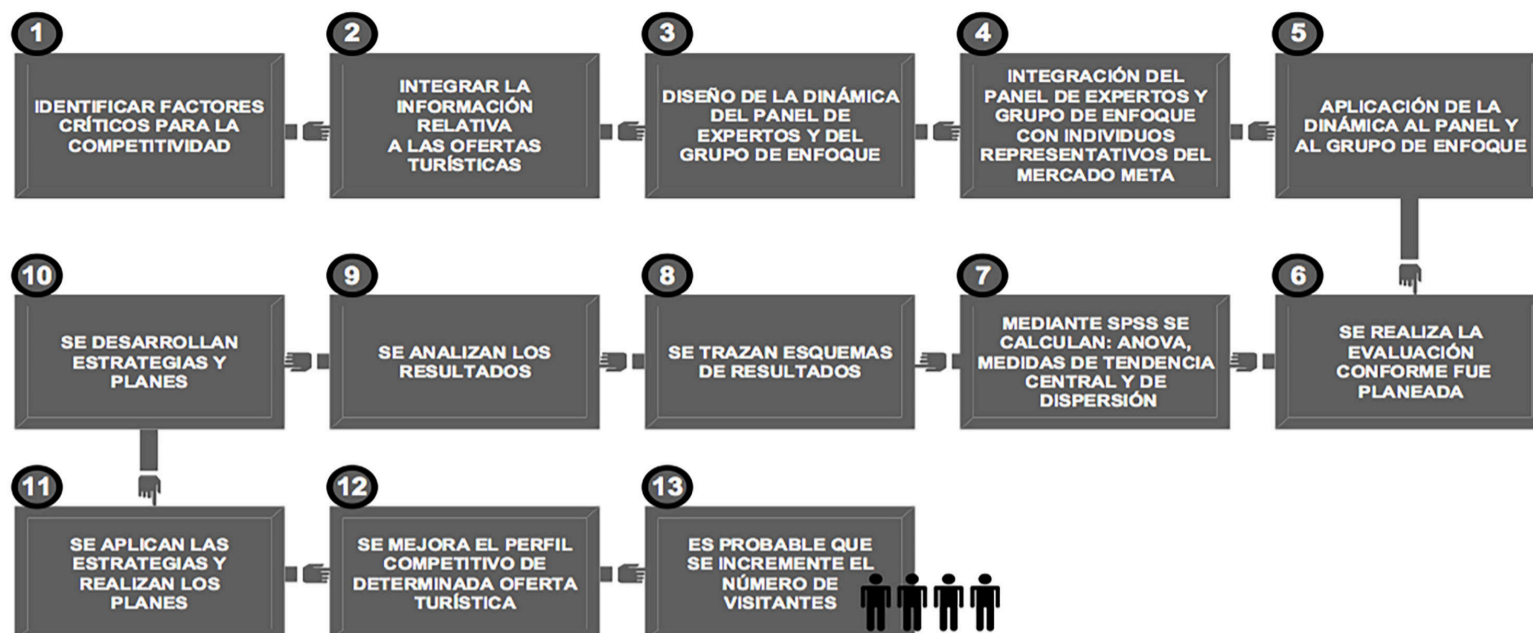 1
IDENTIFICAR FACTORES
CRÍTICOS PARA LA
COMPETITIVIDAD
2
INTEGRAR LA
INFORMACIÓN
RELATIVA
A LAS OFERTAS
TURÍSTICAS
3
DISEÑO DE LA DINÁMICA
DEL PANEL DE
EXPERTOS Y DEL
GRUPO DE ENFOQUE
4
INTEGRACIÓN DEL
PANEL DE EXPERTOS Y
GRUPO DE ENFOQUE
CON INDIVIDUOS
REPRESENTATIVOS DEL
MERCADO META
5
APLICACIÓN DE LA
DINÁMICA AL PANEL Y
AL GRUPO DE ENFOQUE
6
SE REALIZA LA
EVALUACIÓN
CONFORME FUE
PLANEADA
7
MEDIANTE SPSS SE
CALCULAN: ANOVA,
MEDIDAS DE TENDENCIA
CENTRAL Y DE
DISPERSIÓN
8
SE TRAZAN ESQUEMAS
DE RESULTADOS
9
SE ANALIZAN LOS
RESULTADOS
10
SE DESARROLLAN
ESTRATEGIAS Y
PLANES
11
SE APLICAN LAS
ESTRATEGIAS Y
REALIZAN LOS
PLANES
12
SE MEJORA EL PERFIL
COMPETITIVO DE
DETERMINADA OFERTA
TURÍSTICA
13
ES PROBABLE QUE
SE INCREMENTE EL
NÚMERO DE
VISITANTES